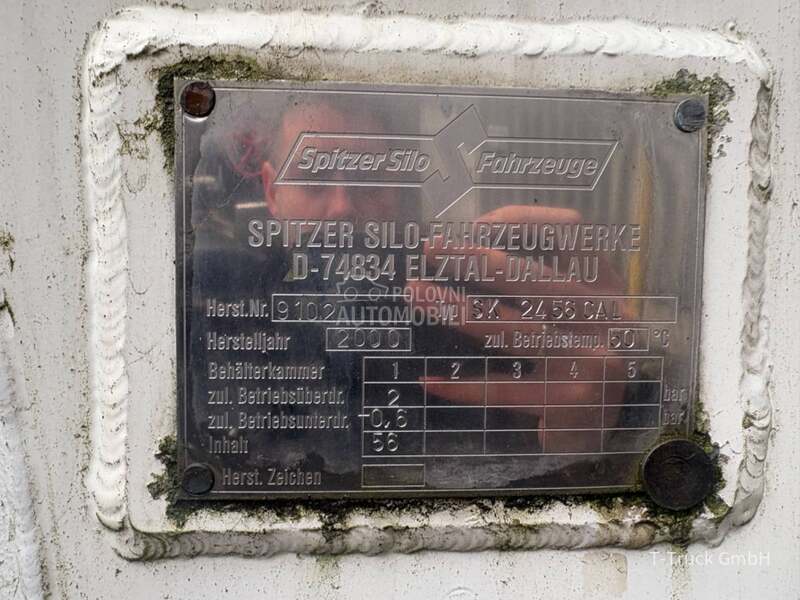 Spitzer Silo Fahrzeuge
SPITZER SILO-FAHRZEUGWERKE
D-74834 ELZTAL-DALLAU
Herst.Nr. 9102 Typ SK 2456 CAL
POLOVNI
AUTOMOBILI
Herstelljahr 2000 zul. Betriebstemp. 50 °C
Behälterkammer 1 2 3 4 5
zul. Betriebsüberdr. 2 bar
zul. Betriebsunterdr. -0,6 bar
Inhalt 56
Herst. Zeichen
T-Truck GmbH